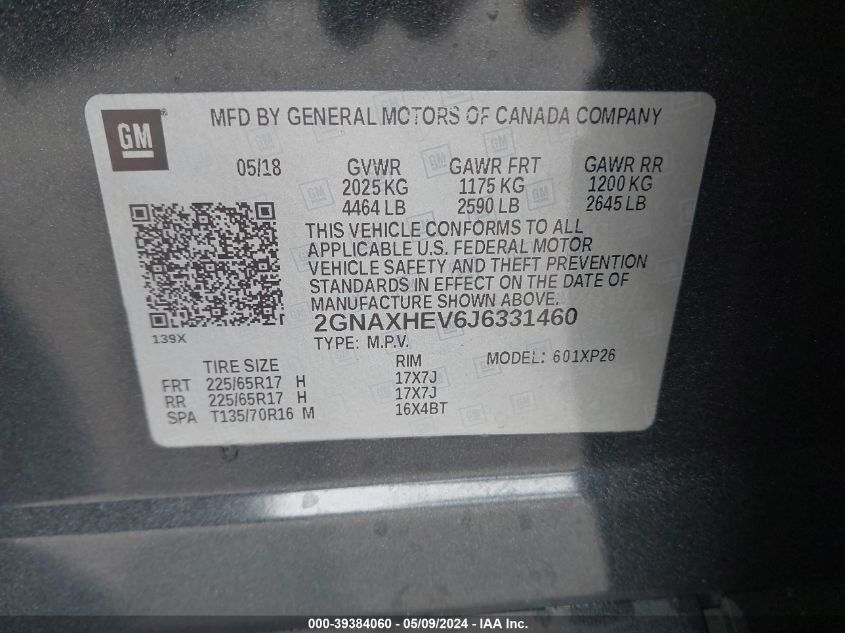 GM ® MFD BY GENERAL MOTORS OF CANADA COMPANY
05/18 GVWR GAWR FRT GAWR RR
2025 KG 1175 KG 1200 KG
4464 LB 2590 LB 2645 LB
THIS VEHICLE CONFORMS TO ALL
APPLICABLE U.S. FEDERAL MOTOR
VEHICLE SAFETY AND THEFT PREVENTION
STANDARDS IN EFFECT ON THE DATE OF
MANUFACTURE SHOWN ABOVE.
2GNAXHEV6J6331460
139X TYPE: M.P.V. MODEL: 601XP26
TIRE SIZE RIM
FRT 225/65R17 H 17X7J
RR 225/65R17 H 17X7J
SPA T135/70R16 M 16X4BT
000-39384060 - 05/09/2024 - IAA Inc.